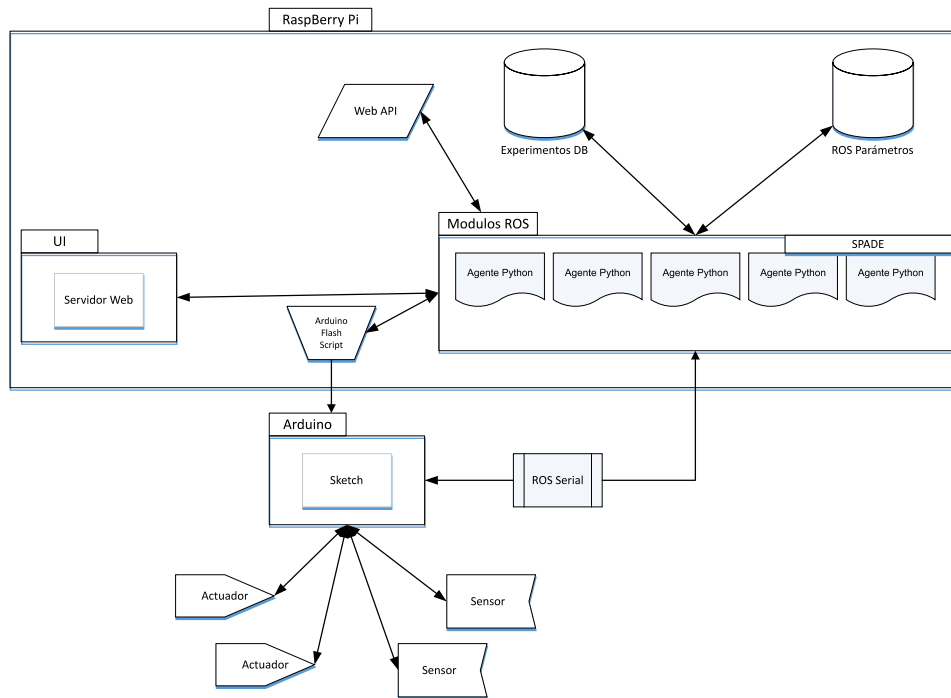 RaspBerry Pi
Web API
Experimentos DB
ROS Parámetros
Modulos ROS
SPADE
UI
Servidor Web
Agente Python
Agente Python
Agente Python
Agente Python
Agente Python
Arduino
Flash
Script
Arduino
Sketch
ROS Serial
Actuador
Sensor
Actuador
Sensor